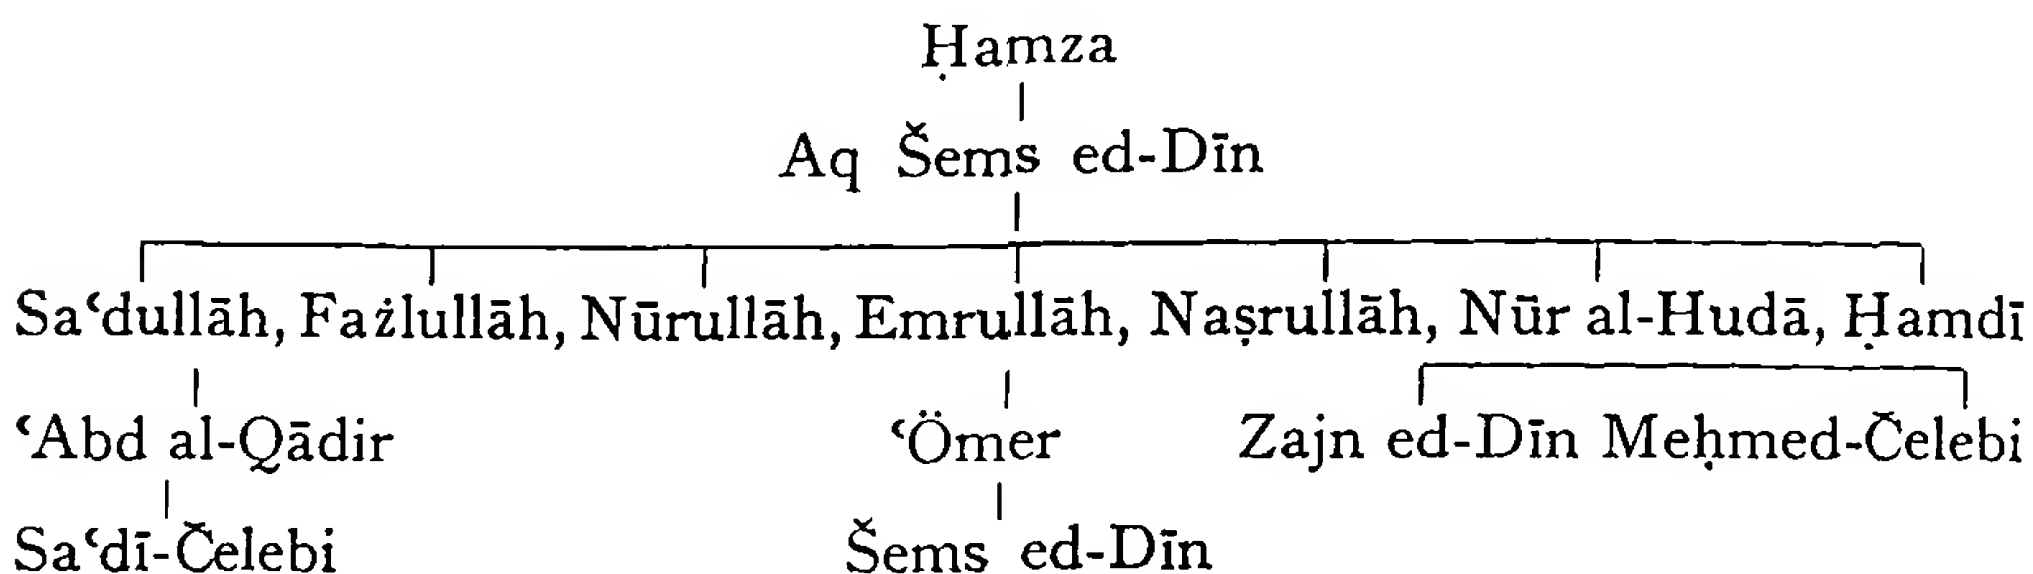 Ḥamza
Aq Šems ed-Dīn
Saʿdullāh, Fażlullāh, Nūrullāh, Emrullāh, Naṣrullāh, Nūr al-Hudā, Ḥamdī
ʿAbd al-Qādir ʿÖmer Zajn ed-Dīn Meḥmed-Čelebi
Saʿdī-Čelebi Šems ed-Dīn